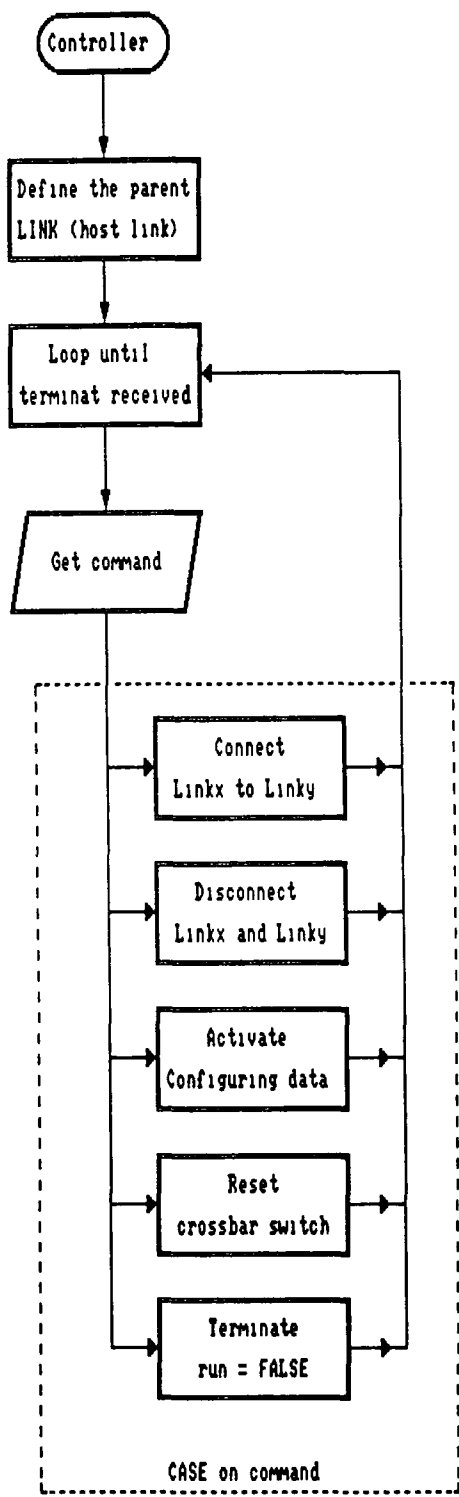 Controller
Define the parent
LINK (host link)
Loop until
terminat received
Get command
Connect
Linkx to Linky
Disconnect
Linkx and Linky
Activate
Configuring data
Reset
crossbar switch
Terminate
run = FALSE
CASE on command